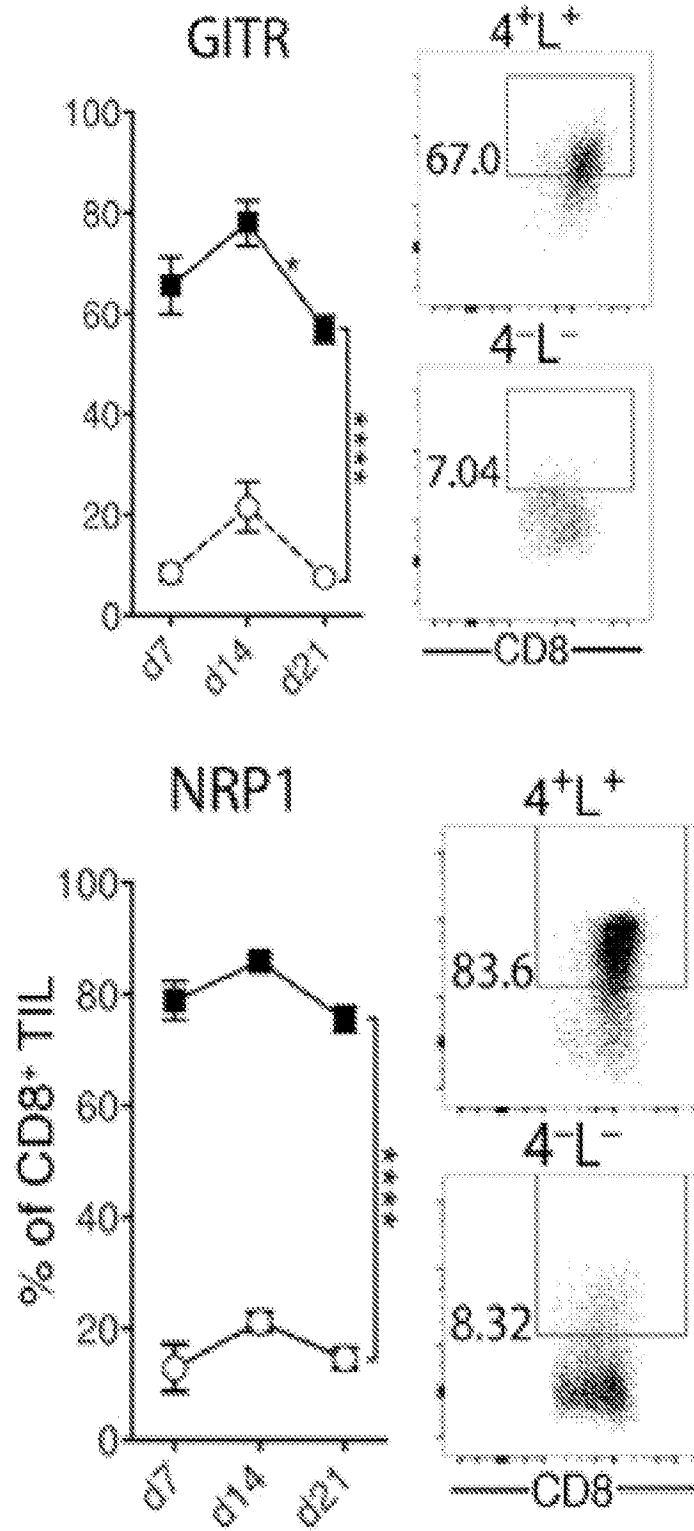 GITR
4⁺L⁺
100
80
60
40
20
0
*
****
d7
d14
d21
67.0
4⁻L⁻
7.04
CD8
NRP1
4⁺L⁺
% of CD8⁺ TIL
100
80
60
40
20
0
****
d7
d14
d21
83.6
4⁻L⁻
8.32
CD8